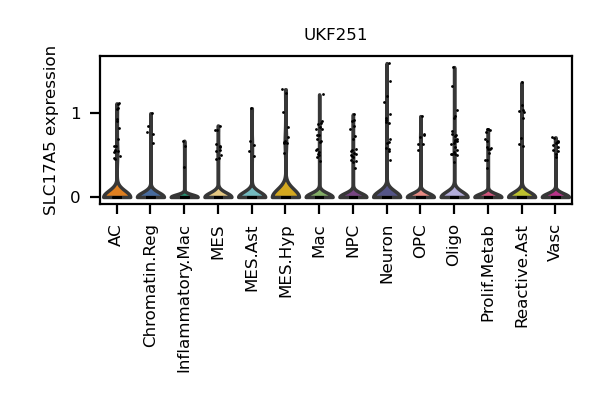 UKF251
SLC17A5 expression
1
0
AC
Chromatin.Reg
Inflammatory.Mac
MES
MES.Ast
MES.Hyp
Mac
NPC
Neuron
OPC
Oligo
Prolif.Metab
Reactive.Ast
Vasc